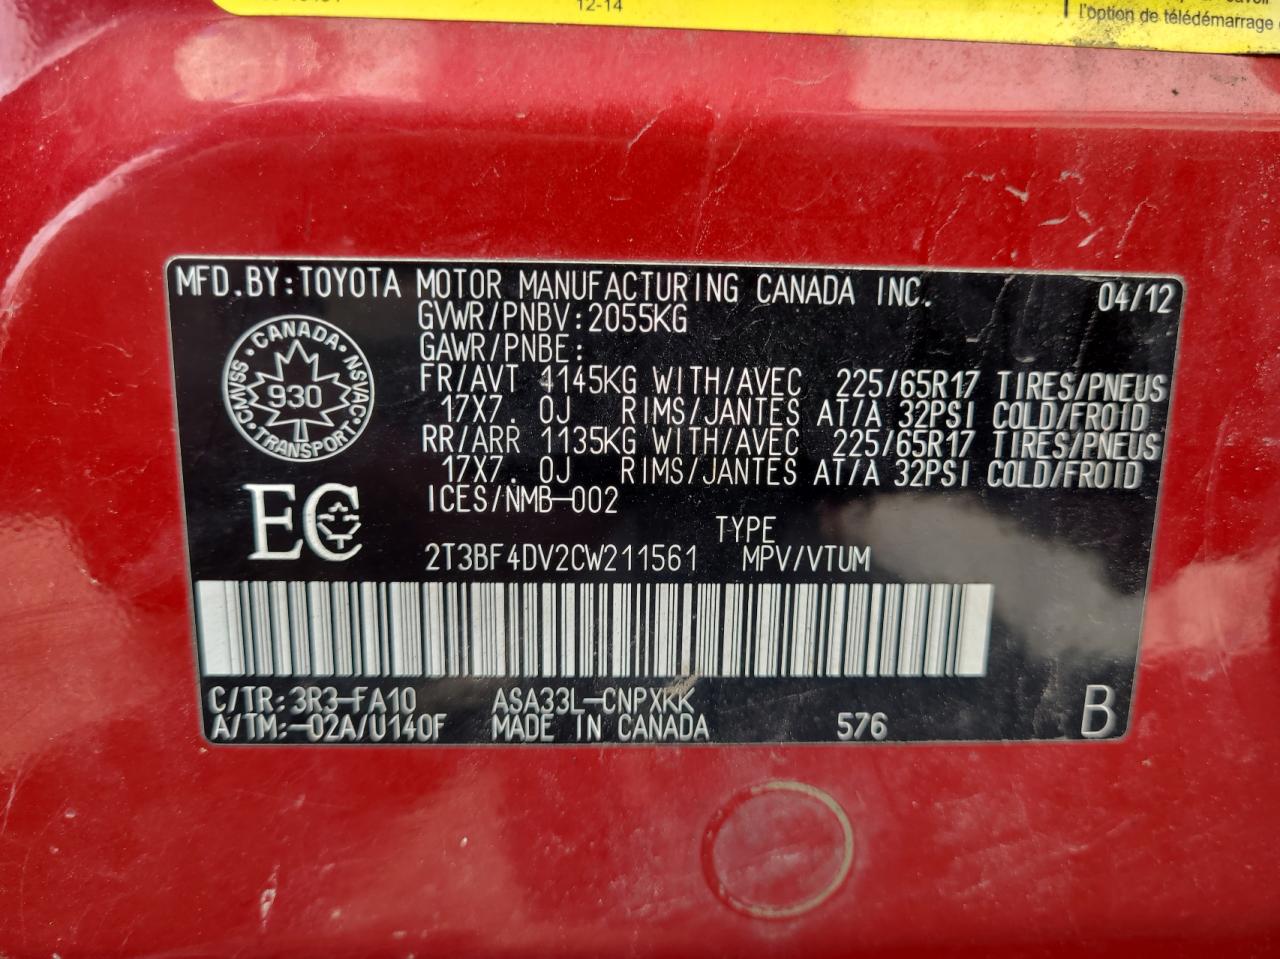 12-14
l'option de télédémarrage
MFD.BY:TOYOTA MOTOR MANUFACTURING CANADA INC. 04/12
GVWR/PNBV:2055KG
GAWR/PNBE:
FR/AVT 1145KG WITH/AVEC 225/65R17 TIRES/PNEUS
17X7.0J RIMS/JANTES AT/A 32PSI COLD/FROID
RR/ARR 1135KG WITH/AVEC 225/65R17 TIRES/PNEUS
17X7.0J RIMS/JANTES AT/A 32PSI COLD/FROID
ICES/NMB-002
CANADA
CMVSS
NSVAC
930
TRANSPORT
EC
TYPE
2T3BF4DV2CW211561 MPV/VTUM
C/TR:3R3-FA10 ASA33L-CNPXKK
A/TM:-02A/U140F MADE IN CANADA 576 B